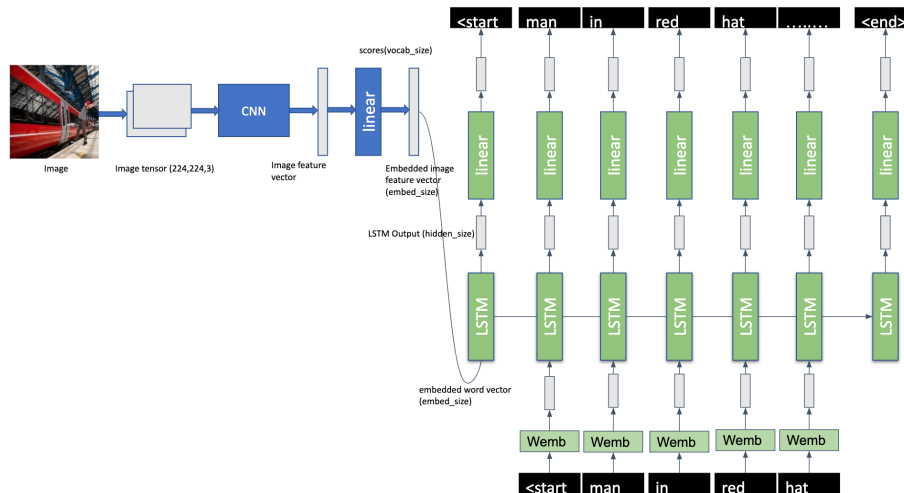 <start
man
in
red
hat
........
<end>
scores(vocab_size)
CNN
linear
linear
linear
linear
linear
linear
linear
linear
Image
Image tensor (224,224,3)
Image feature
vector
Embedded image
feature vector
(embed_size)
LSTM Output (hidden_size)
LSTM
LSTM
LSTM
LSTM
LSTM
LSTM
LSTM
embedded word vector
(embed_size)
Wemb
Wemb
Wemb
Wemb
Wemb
<start
man
in
red
hat